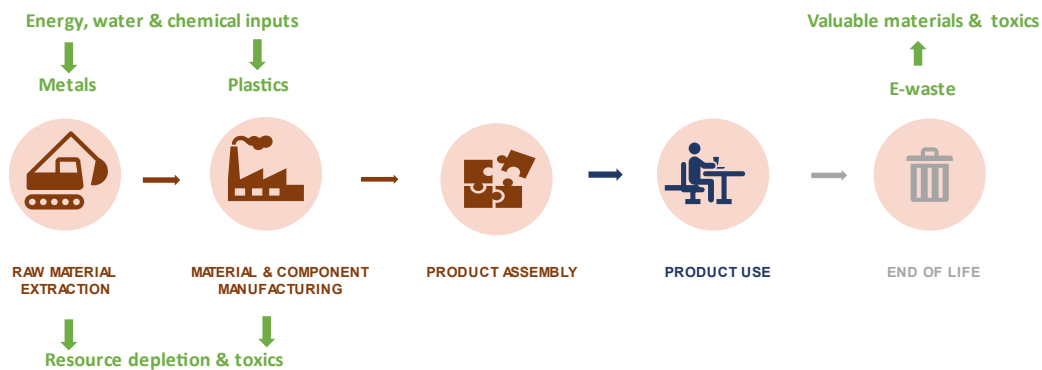 Energy, water & chemical inputs
Valuable materials & toxics
Metals
Plastics
E-waste
RAW MATERIAL
EXTRACTION
MATERIAL & COMPONENT
MANUFACTURING
PRODUCT ASSEMBLY
PRODUCT USE
END OF LIFE
Resource depletion & toxics